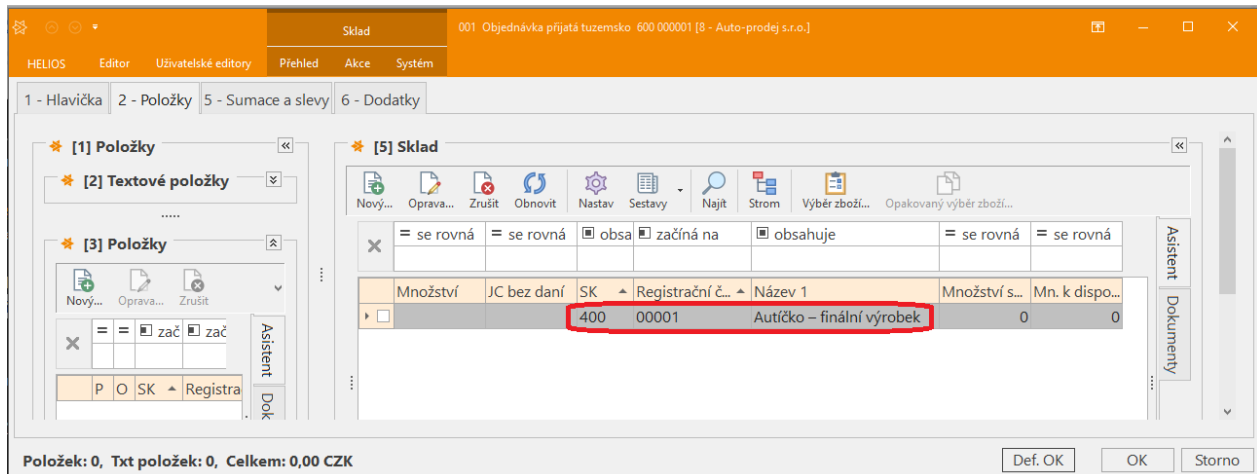 Sklad
001 Objednávka přijatá tuzemsko 600 000001 [8 - Auto-prodej s.r.o.]
HELIOS Editor Uživatelské editory Přehled Akce Systém
1 - Hlavička 2 - Položky 5 - Sumace a slevy 6 - Dodatky
[1] Položky
[2] Textové položky
.....
[3] Položky
Nový... Oprava... Zrušit
= = zač zač
P O SK Registra
Asistent
Dok
[5] Sklad
Nový... Oprava... Zrušit Obnovit Nastav Sestavy Najít Strom Výběr zboží... Opakovaný výběr zboží...
= se rovná = se rovná obsa začíná na obsahuje = se rovná = se rovná
Množství JC bez daní SK Registrační č... Název 1 Množství s... Mn. k dispo...
400 00001 Autíčko – finální výrobek 0 0
Asistent
Dokumenty
Položek: 0, Txt položek: 0, Celkem: 0,00 CZK
Def. OK OK Storno